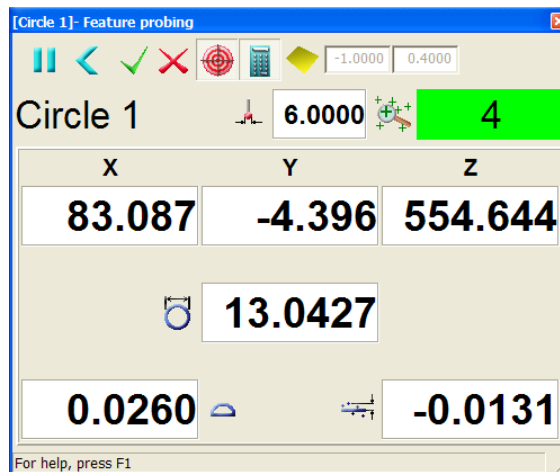 [Circle 1]- Feature probing
-1.0000 0.4000
Circle 1 6.0000 4
X Y Z
83.087 -4.396 554.644
13.0427
0.0260 -0.0131
For help, press F1